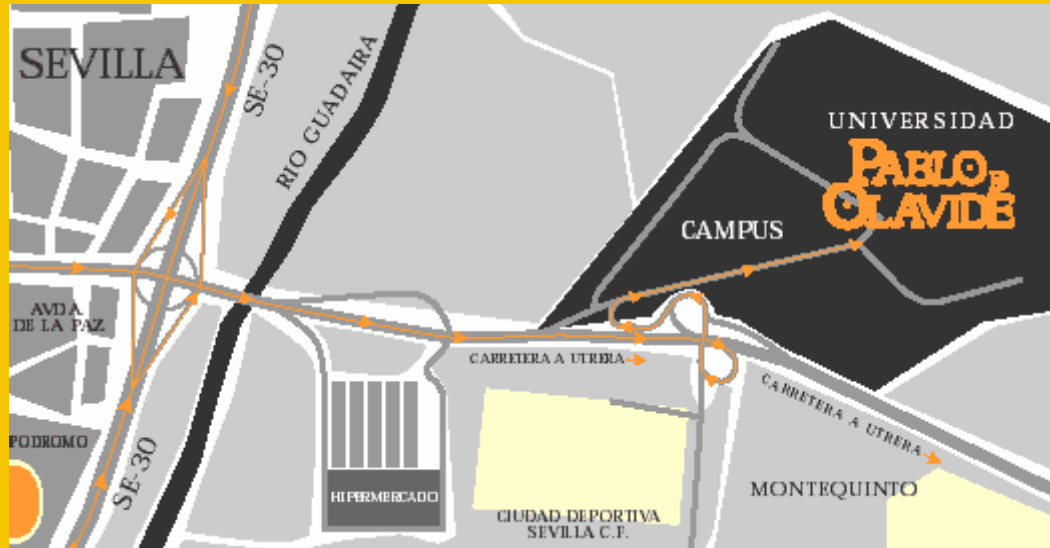 SEVILLA
SE-30
RIO GUADAIRA
UNIVERSIDAD
PABLO DE
OLAVIDE
CAMPUS
AVDA
DE LA PAZ
CARRETERA A UTRERA
CARRETERA A UTRERA
PODROMO
SE-30
HIPERMERCADO
CIUDAD DEPORTIVA
SEVILLA C.F.
MONTEQUINTO